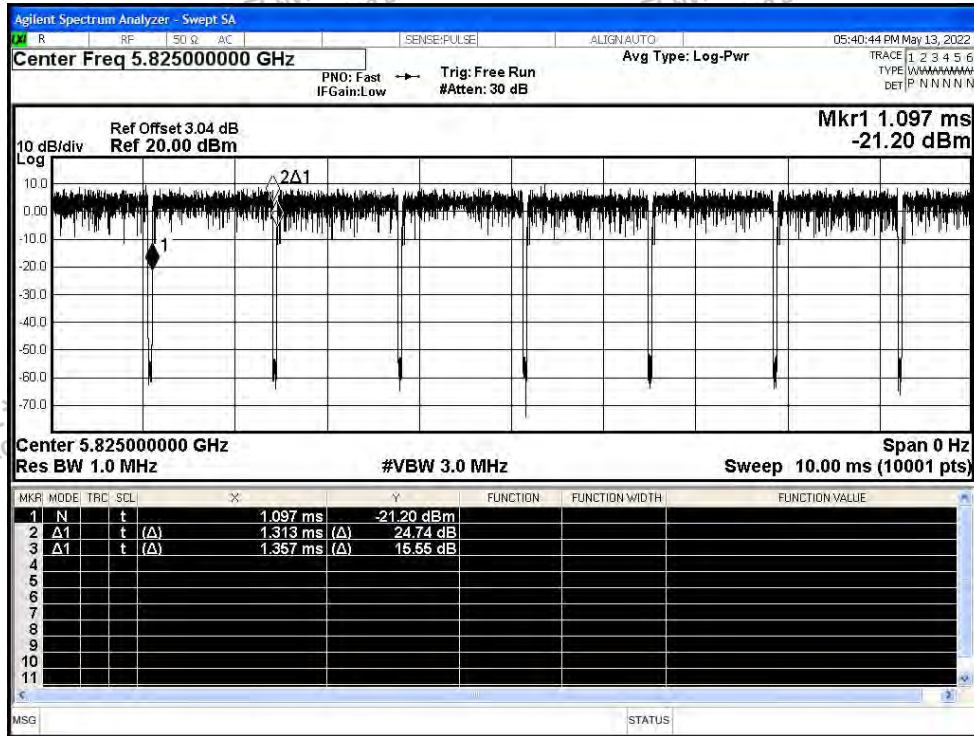 Agilent Spectrum Analyzer - Swept SA
LXI R RF 50 Ω AC SENSE:PULSE ALIGN AUTO 05:40:44 PM May 13, 2022
Center Freq 5.825000000 GHz
Avg Type: Log-Pwr
TRACE 1 2 3 4 5 6
PNO: Fast Trig: Free Run
TYPE WWWWWW
IFGain:Low #Atten: 30 dB
DET P N N N N N
Mkr1 1.097 ms
Ref Offset 3.04 dB
10 dB/div Ref 20.00 dBm -21.20 dBm
Log
2Δ1
10.0
0.00
-10.0
1
-20.0
-30.0
-40.0
-50.0
-60.0
-70.0
Center 5.825000000 GHz Span 0 Hz
Res BW 1.0 MHz #VBW 3.0 MHz Sweep 10.00 ms (10001 pts)
MKR MODE TRC SCL X Y FUNCTION FUNCTION WIDTH FUNCTION VALUE
1 N t 1.097 ms -21.20 dBm
2 Δ1 t (Δ) 1.313 ms (Δ) 24.74 dB
3 Δ1 t (Δ) 1.357 ms (Δ) 15.55 dB
4
5
6
7
8
9
10
11
MSG STATUS